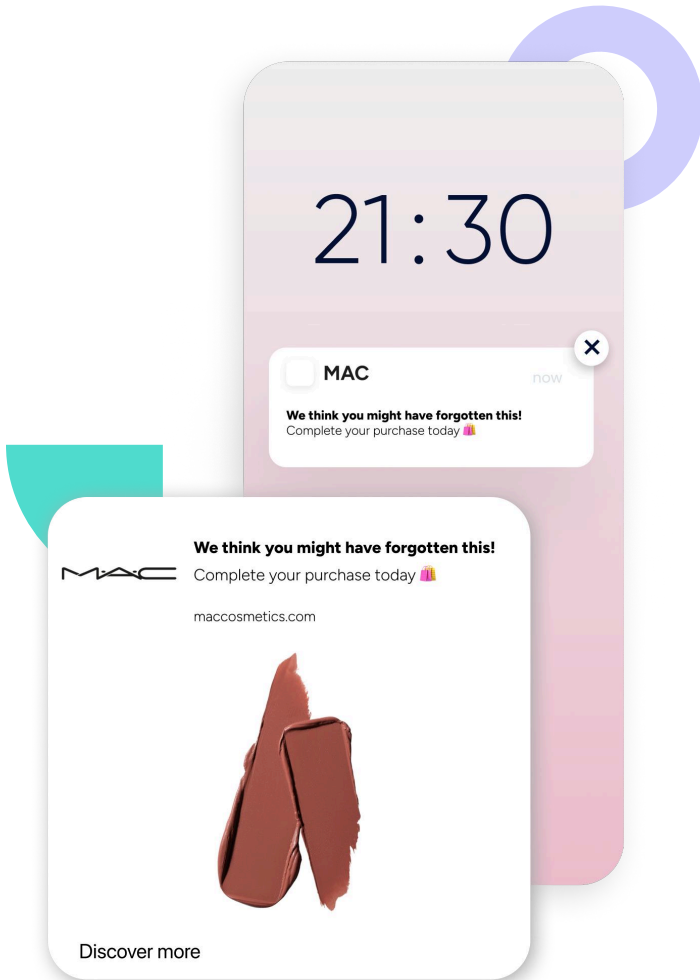 21:30
MAC
now
We think you might have forgotten this!
Complete your purchase today 🛍️
We think you might have forgotten this!
MAC
Complete your purchase today 🛍️
maccosmetics.com
Discover more